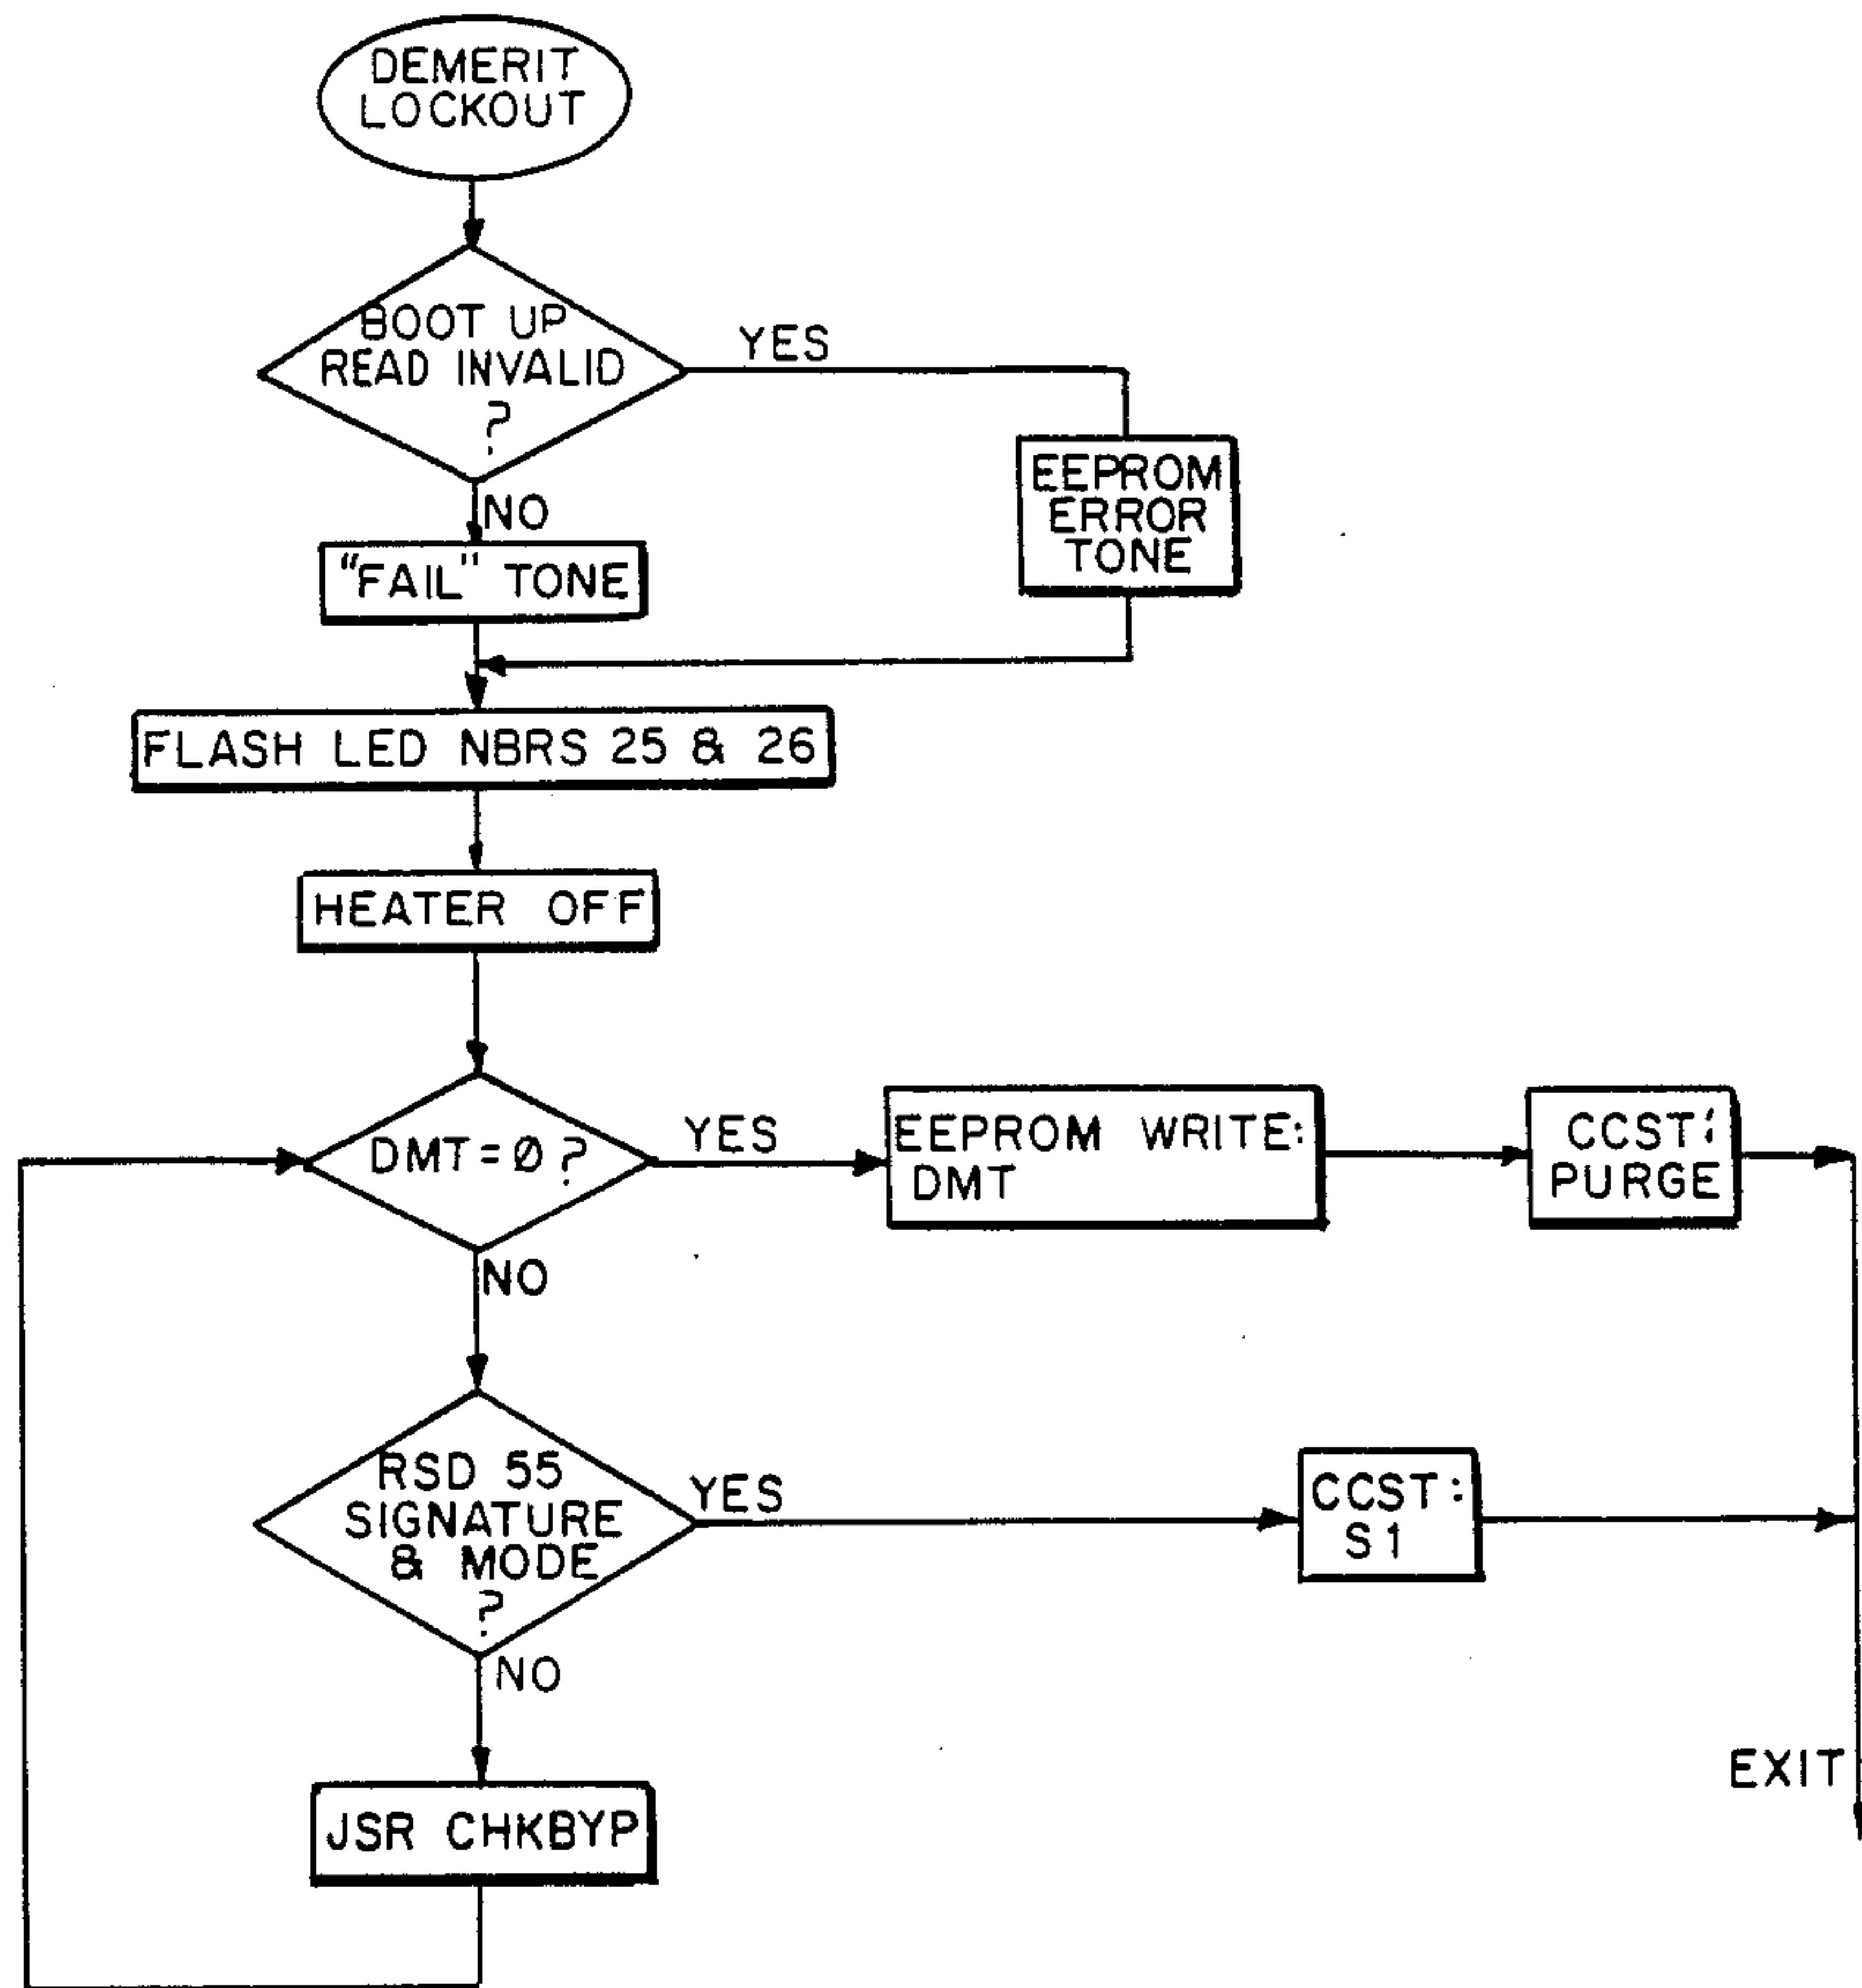 DEMERIT
LOCKOUT
BOOT UP
READ INVALID
?
YES
NO
EEPROM
ERROR
TONE
"FAIL" TONE
FLASH LED NBRS 25 & 26
HEATER OFF
DMT=Ø?
YES
EEPROM WRITE:
DMT
CCST:
PURGE
NO
RSD 55
SIGNATURE
& MODE
?
YES
CCST:
S1
NO
EXIT
JSR CHKBYP